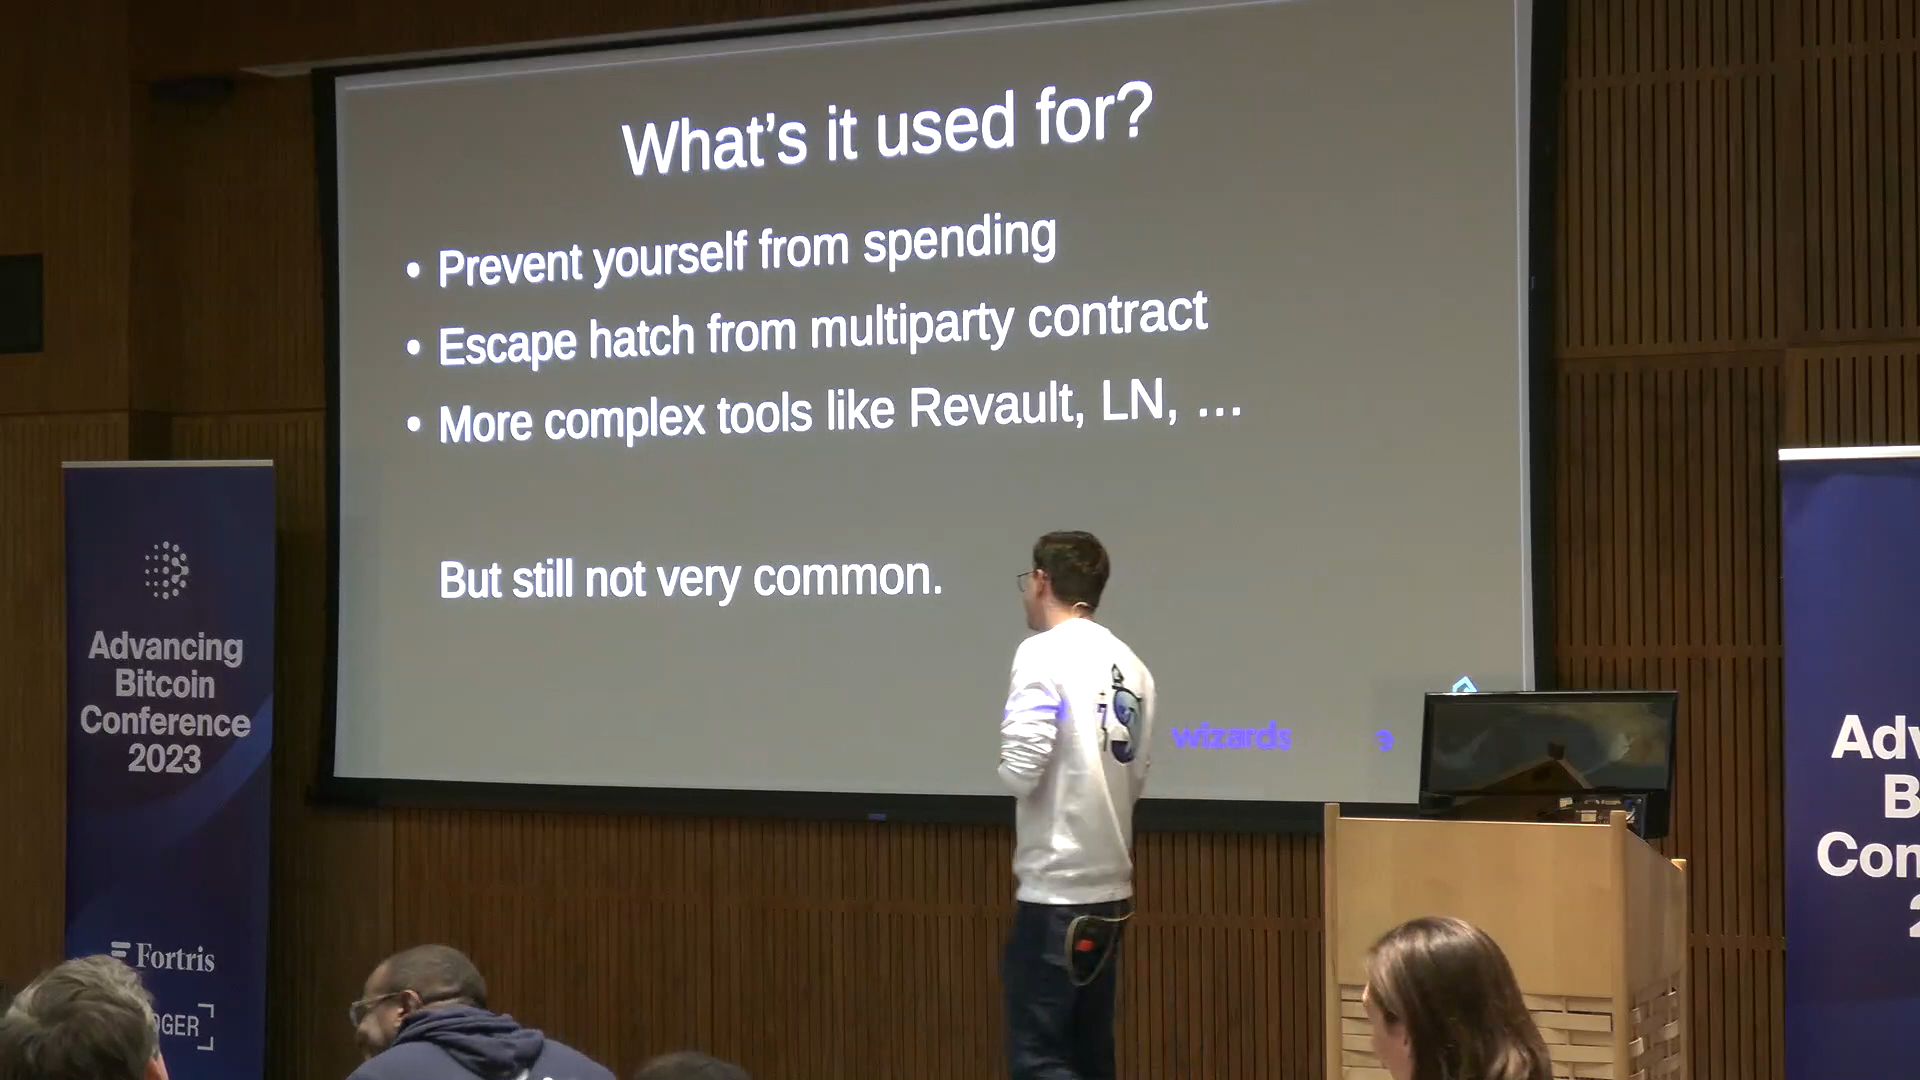 What's it used for?
• Prevent yourself from spending
• Escape hatch from multiparty contract
• More complex tools like Revault, LN, …
But still not very common.
wizards
Advancing
Bitcoin
Conference
2023
Fortris